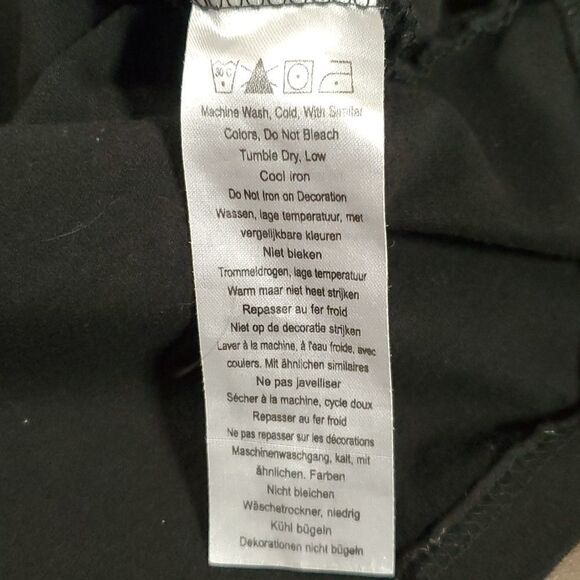 30°C
Machine Wash, Cold, With Similar
Colors, Do Not Bleach
Tumble Dry, Low
Cool iron
Do Not Iron on Decoration
Wassen, lage temperatuur, met
vergelijkbare kleuren
Niet bleken
Trommeldrogen, lage temperatuur
Warm maar niet heet strijken
Repasser au fer froid
Niet op de decoratie strijken
Laver à la machine, à l'eau froide, avec
coulers. Mit ähnlichen similaires
Ne pas javelliser
Sécher à la machine, cycle doux
Repasser au fer froid
Ne pas repasser sur les décorations
Maschinenwaschgang, kalt, mit
ähnlichen. Farben
Nicht bleichen
Wäschetrockner, niedrig
Kühl bügeln
Dekorationen nicht bügeln